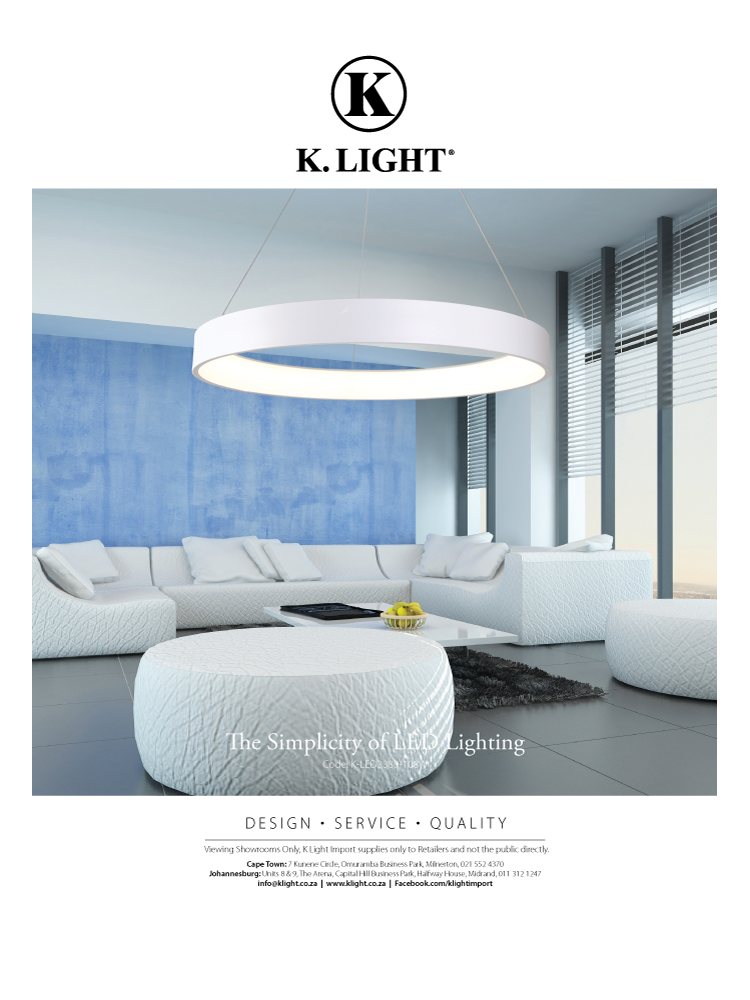 K
K. LIGHT®
The Simplicity of LED Lighting
DESIGN • SERVICE • QUALITY
Viewing Showrooms Only, K Light Import supplies only to Retailers and not the public directly.
Cape Town: 7 Kunene Circle, Omuramba Business Park, Milnerton, 021 552 4370
Johannesburg: Units 8 & 9, The Arena, Capital Hill Business Park, Halfway House, Midrand, 011 312 1247
info@klight.co.za | www.klight.co.za | Facebook.com/klightimport